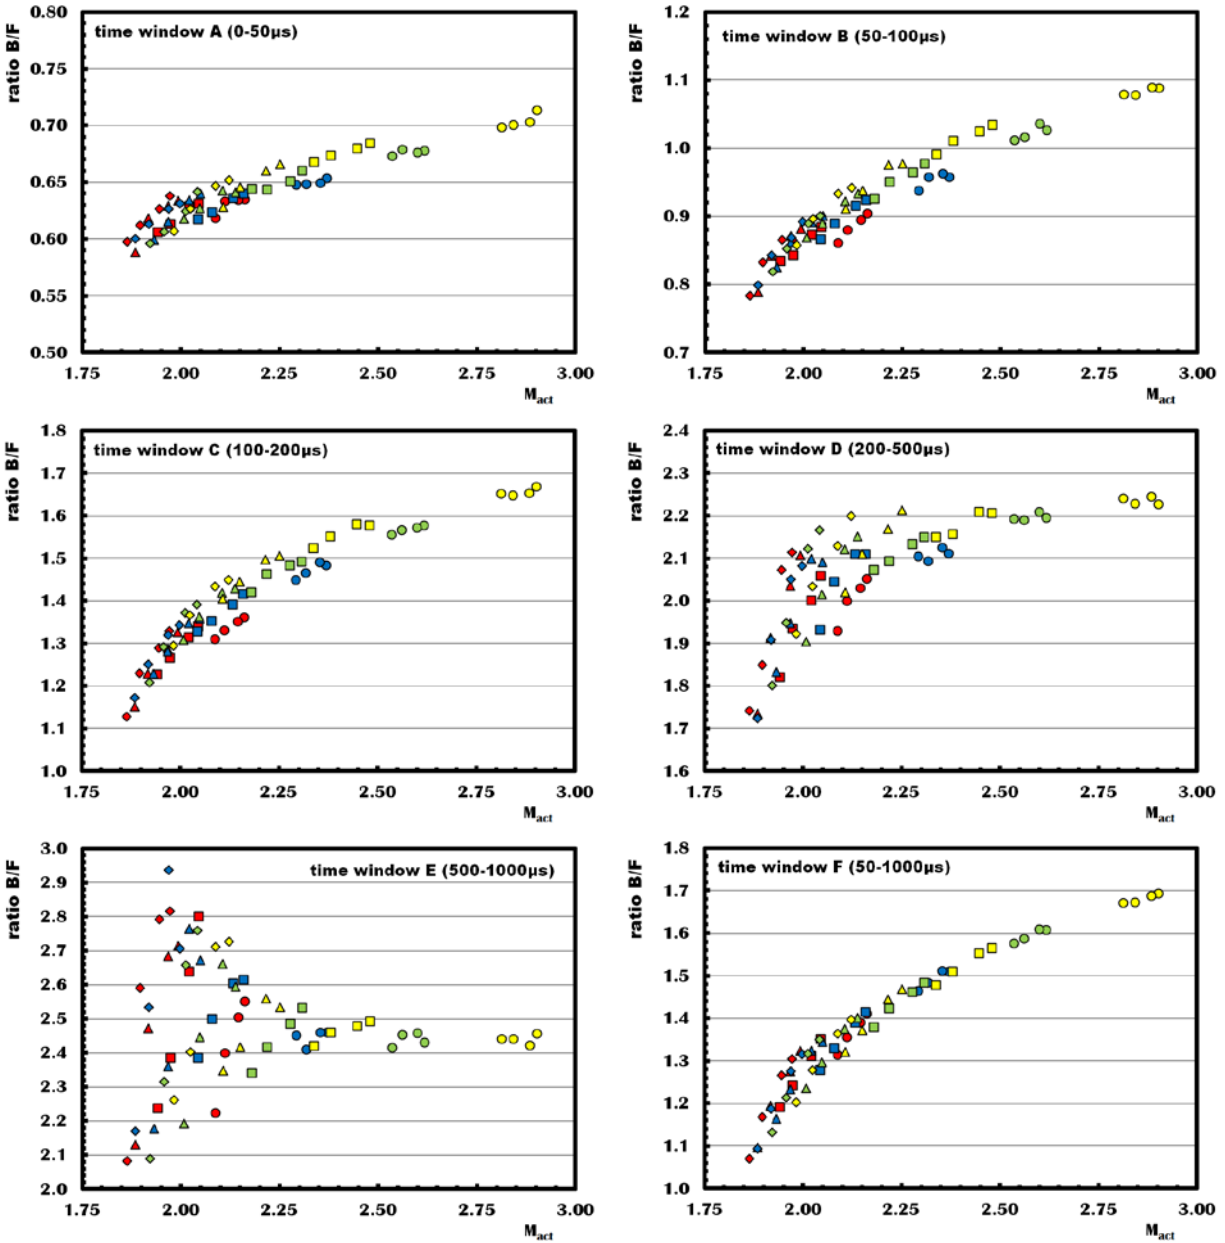 ratio B/F
time window A (0-50µs)
0.80
0.75
0.70
0.65
0.60
0.55
0.50
1.75 2.00 2.25 2.50 2.75 3.00
Mact
ratio B/F
time window B (50-100µs)
1.2
1.1
1.0
0.9
0.8
0.7
1.75 2.00 2.25 2.50 2.75 3.00
Mact
ratio B/F
time window C (100-200µs)
1.8
1.7
1.6
1.5
1.4
1.3
1.2
1.1
1.0
1.75 2.00 2.25 2.50 2.75 3.00
Mact
ratio B/F
time window D (200-500µs)
2.4
2.3
2.2
2.1
2.0
1.9
1.8
1.7
1.6
1.75 2.00 2.25 2.50 2.75 3.00
Mact
ratio B/F
time window E (500-1000µs)
3.0
2.9
2.8
2.7
2.6
2.5
2.4
2.3
2.2
2.1
2.0
1.75 2.00 2.25 2.50 2.75 3.00
Mact
ratio B/F
time window F (50-1000µs)
1.8
1.7
1.6
1.5
1.4
1.3
1.2
1.1
1.0
1.75 2.00 2.25 2.50 2.75 3.00
Mact